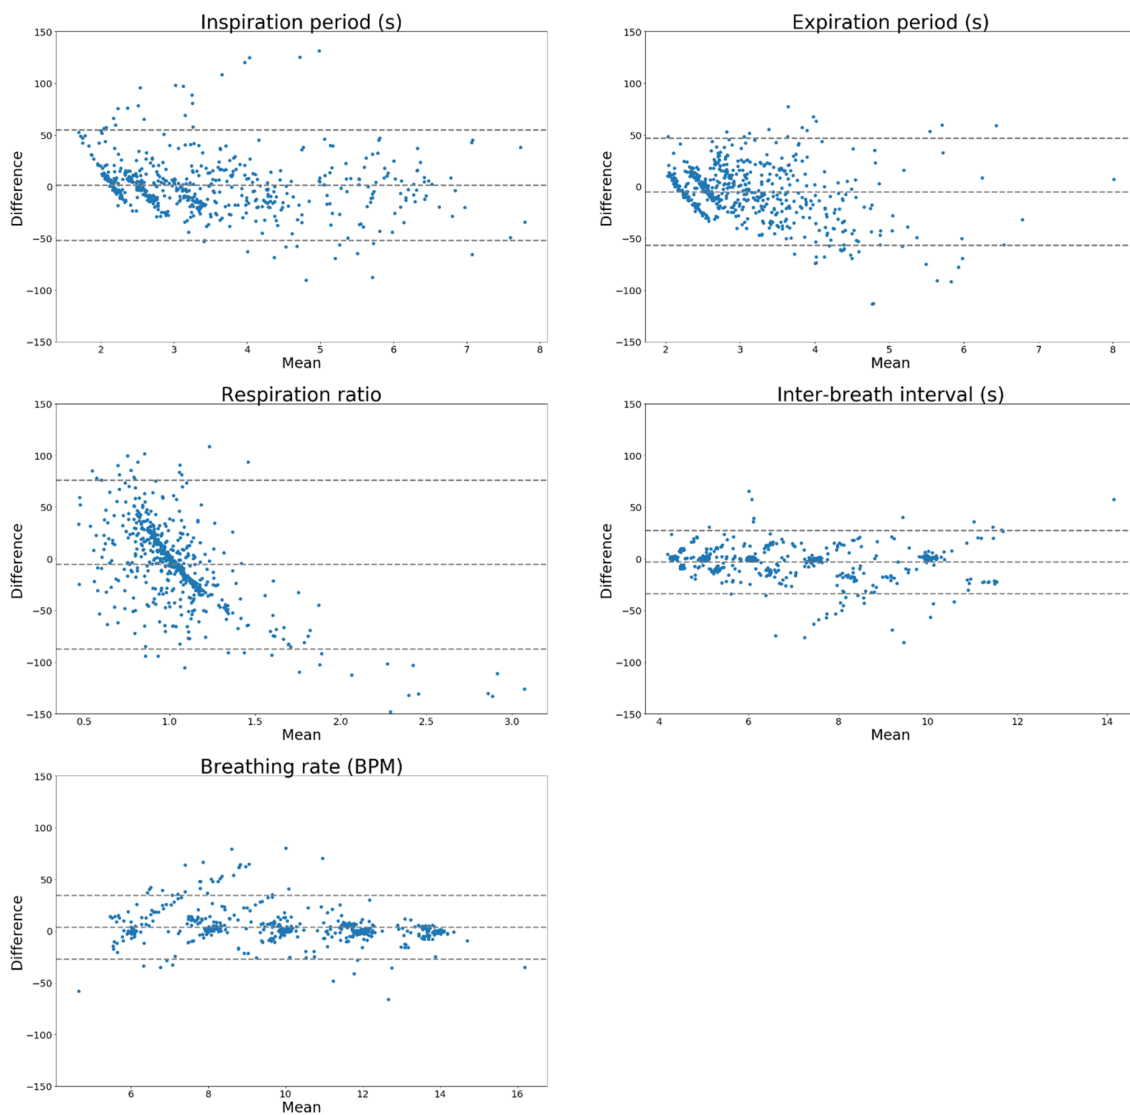 Inspiration period (s)
150
100
50
0
−50
−100
−150
Difference
2 3 4 5 6 7 8
Mean
Expiration period (s)
150
100
50
0
−50
−100
−150
Difference
2 3 4 5 6 7 8
Mean
Respiration ratio
150
100
50
0
−50
−100
−150
Difference
0.5 1.0 1.5 2.0 2.5 3.0
Mean
Inter-breath interval (s)
150
100
50
0
−50
−100
−150
Difference
4 6 8 10 12 14
Mean
Breathing rate (BPM)
150
100
50
0
−50
−100
−150
Difference
6 8 10 12 14 16
Mean